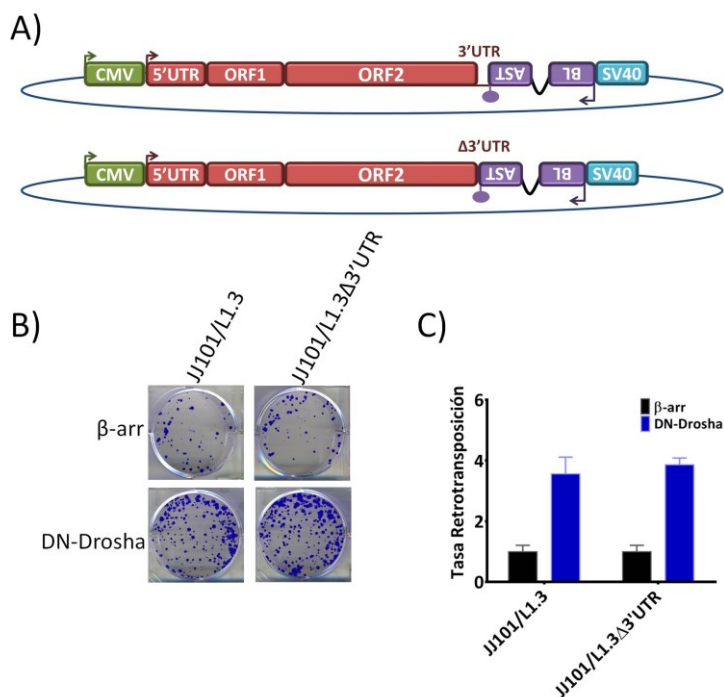 A)
3'UTR
CMV 5'UTR ORF1 ORF2 AST BL SV40
Δ3'UTR
CMV 5'UTR ORF1 ORF2 AST BL SV40
B)
JJ101/L1.3
JJ101/L1.3Δ3'UTR
β-arr
DN-Drosha
C)
Tasa Retrotransposición
6
4
2
0
β-arr
DN-Drosha
JJ101/L1.3
JJ101/L1.3Δ3'UTR